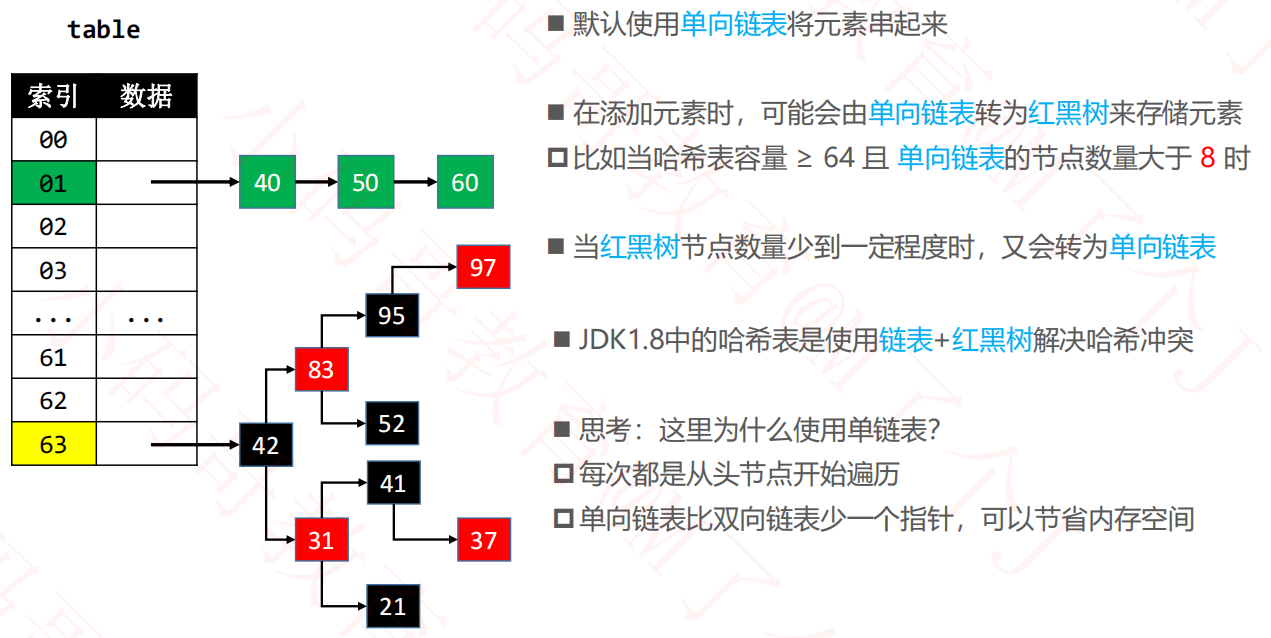 table
索引 数据
00
01
02
03
... ...
61
62
63
40 50 60
97
95
83
52
42
41
31
37
21
■ 默认使用单向链表将元素串起来
■ 在添加元素时，可能会由单向链表转为红黑树来存储元素
比如当哈希表容量 ≥ 64 且 单向链表的节点数量大于 8 时
■ 当红黑树节点数量少到一定程度时，又会转为单向链表
■ JDK1.8中的哈希表是使用链表+红黑树解决哈希冲突
■ 思考：这里为什么使用单链表？
每次都是从头节点开始遍历
单向链表比双向链表少一个指针，可以节省内存空间
小码哥教育@M了个J